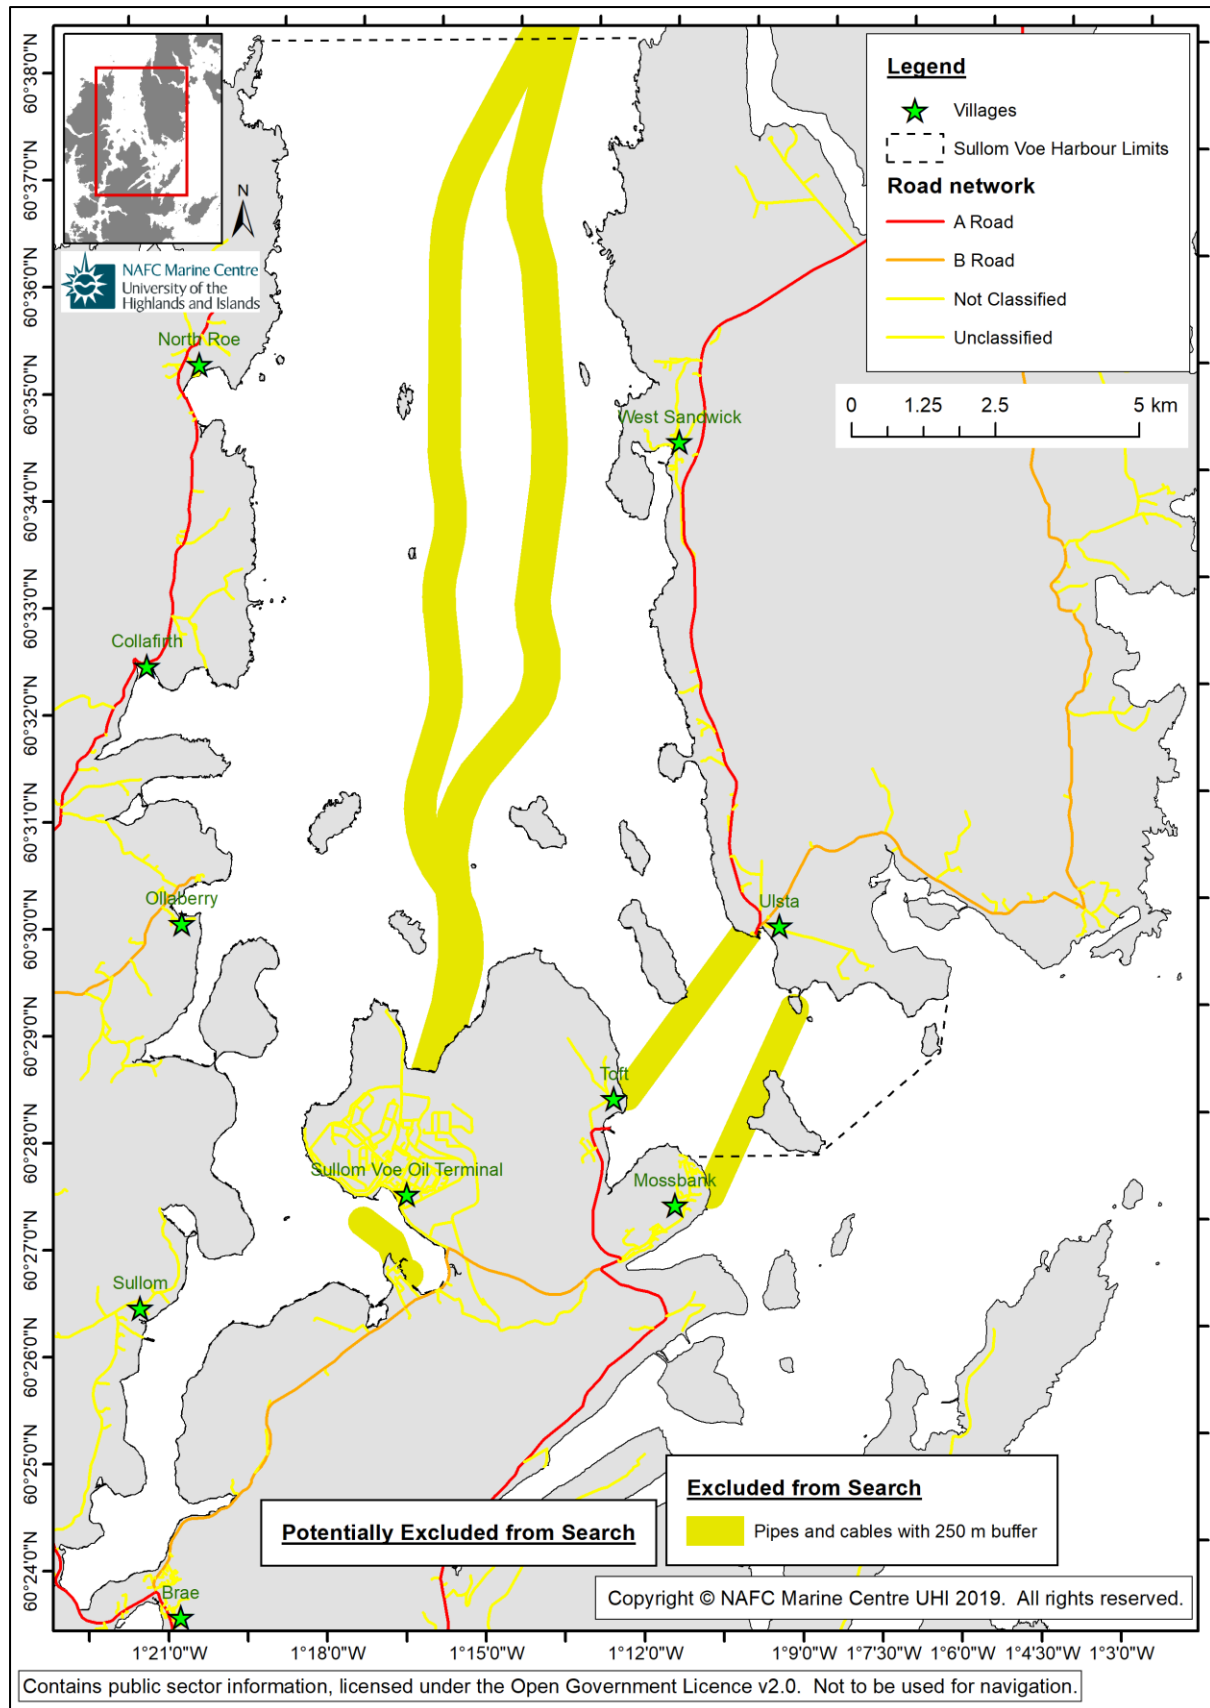 60°38'0"N
60°37'0"N
60°36'0"N
60°35'0"N
60°34'0"N
60°33'0"N
60°32'0"N
60°31'0"N
60°30'0"N
60°29'0"N
60°28'0"N
60°27'0"N
60°26'0"N
60°25'0"N
60°24'0"N
N
NAFC Marine Centre
University of the
Highlands and Islands
Legend
Villages
Sullom Voe Harbour Limits
Road network
A Road
B Road
Not Classified
Unclassified
0 1.25 2.5 5 km
North Roe
West Sandwick
Collafirth
Ollaberry
Ulsta
Toft
Sullom Voe Oil Terminal
Mossbank
Sullom
Brae
Potentially Excluded from Search
Excluded from Search
Pipes and cables with 250 m buffer
Copyright © NAFC Marine Centre UHI 2019. All rights reserved.
1°21'0"W 1°18'0"W 1°15'0"W 1°12'0"W 1°9'0"W 1°7'30"W 1°6'0"W 1°4'30"W 1°3'0"W 1°1'30"W
Contains public sector information, licensed under the Open Government Licence v2.0. Not to be used for navigation.